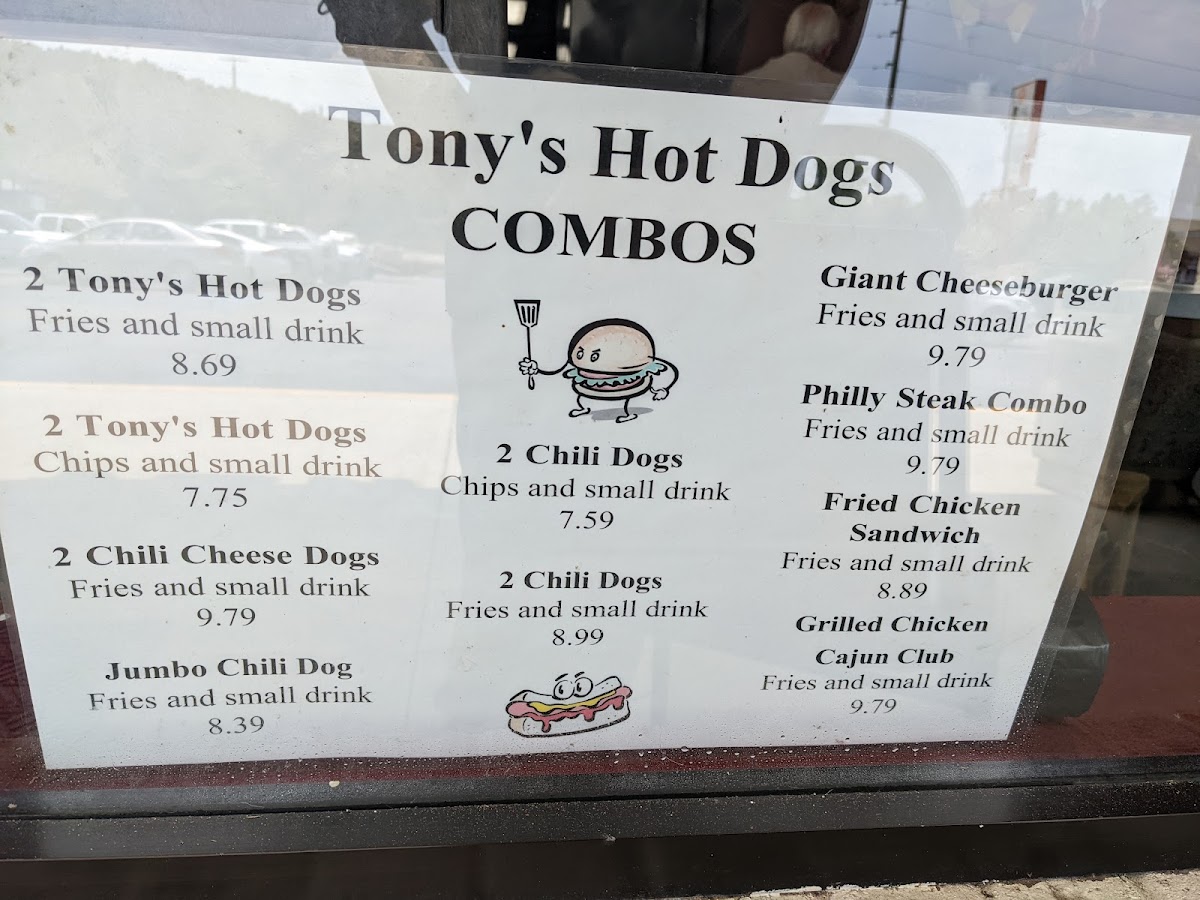 Tony's Hot Dogs
COMBOS
2 Tony's Hot Dogs
Fries and small drink
8.69
2 Tony's Hot Dogs
Chips and small drink
7.75
2 Chili Cheese Dogs
Fries and small drink
9.79
Jumbo Chili Dog
Fries and small drink
8.39
2 Chili Dogs
Chips and small drink
7.59
2 Chili Dogs
Fries and small drink
8.99
Giant Cheeseburger
Fries and small drink
9.79
Philly Steak Combo
Fries and small drink
9.79
Fried Chicken
Sandwich
Fries and small drink
8.89
Grilled Chicken
Cajun Club
Fries and small drink
9.79